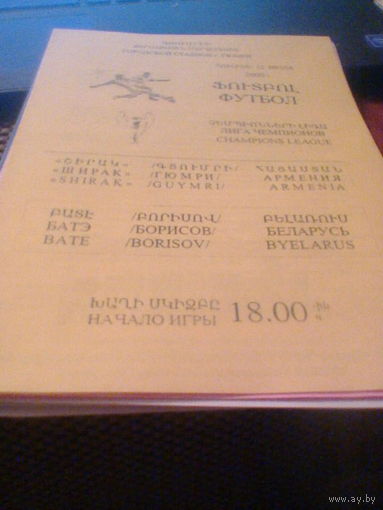 ФУТБОЛ
ՖՈՒՏԲՈԼ
ЛИГА ЧЕМПИОНОВ
CHAMPIONS LEAGUE
«ՇԻՐԱԿ» /ԳՅՈՒՄՐԻ/ ՀԱՅԱՍՏԱՆ
«ШИРАК» /ГЮМРИ/ АРМЕНИЯ
"SHIRAK" /GUYMRI/ ARMENIA
ԲԱՏԷ /ԲՈՐԻՍՈՎ/ ԲԵԼԱՌՈՒՍ
БАТЭ /БОРИСОВ/ БЕЛАРУСЬ
BATE /BORISOV/ BYELARUS
ԽԱՂԻ ՍԿԻԶԲԸ
НАЧАЛО ИГРЫ 18.00
www.ay.by